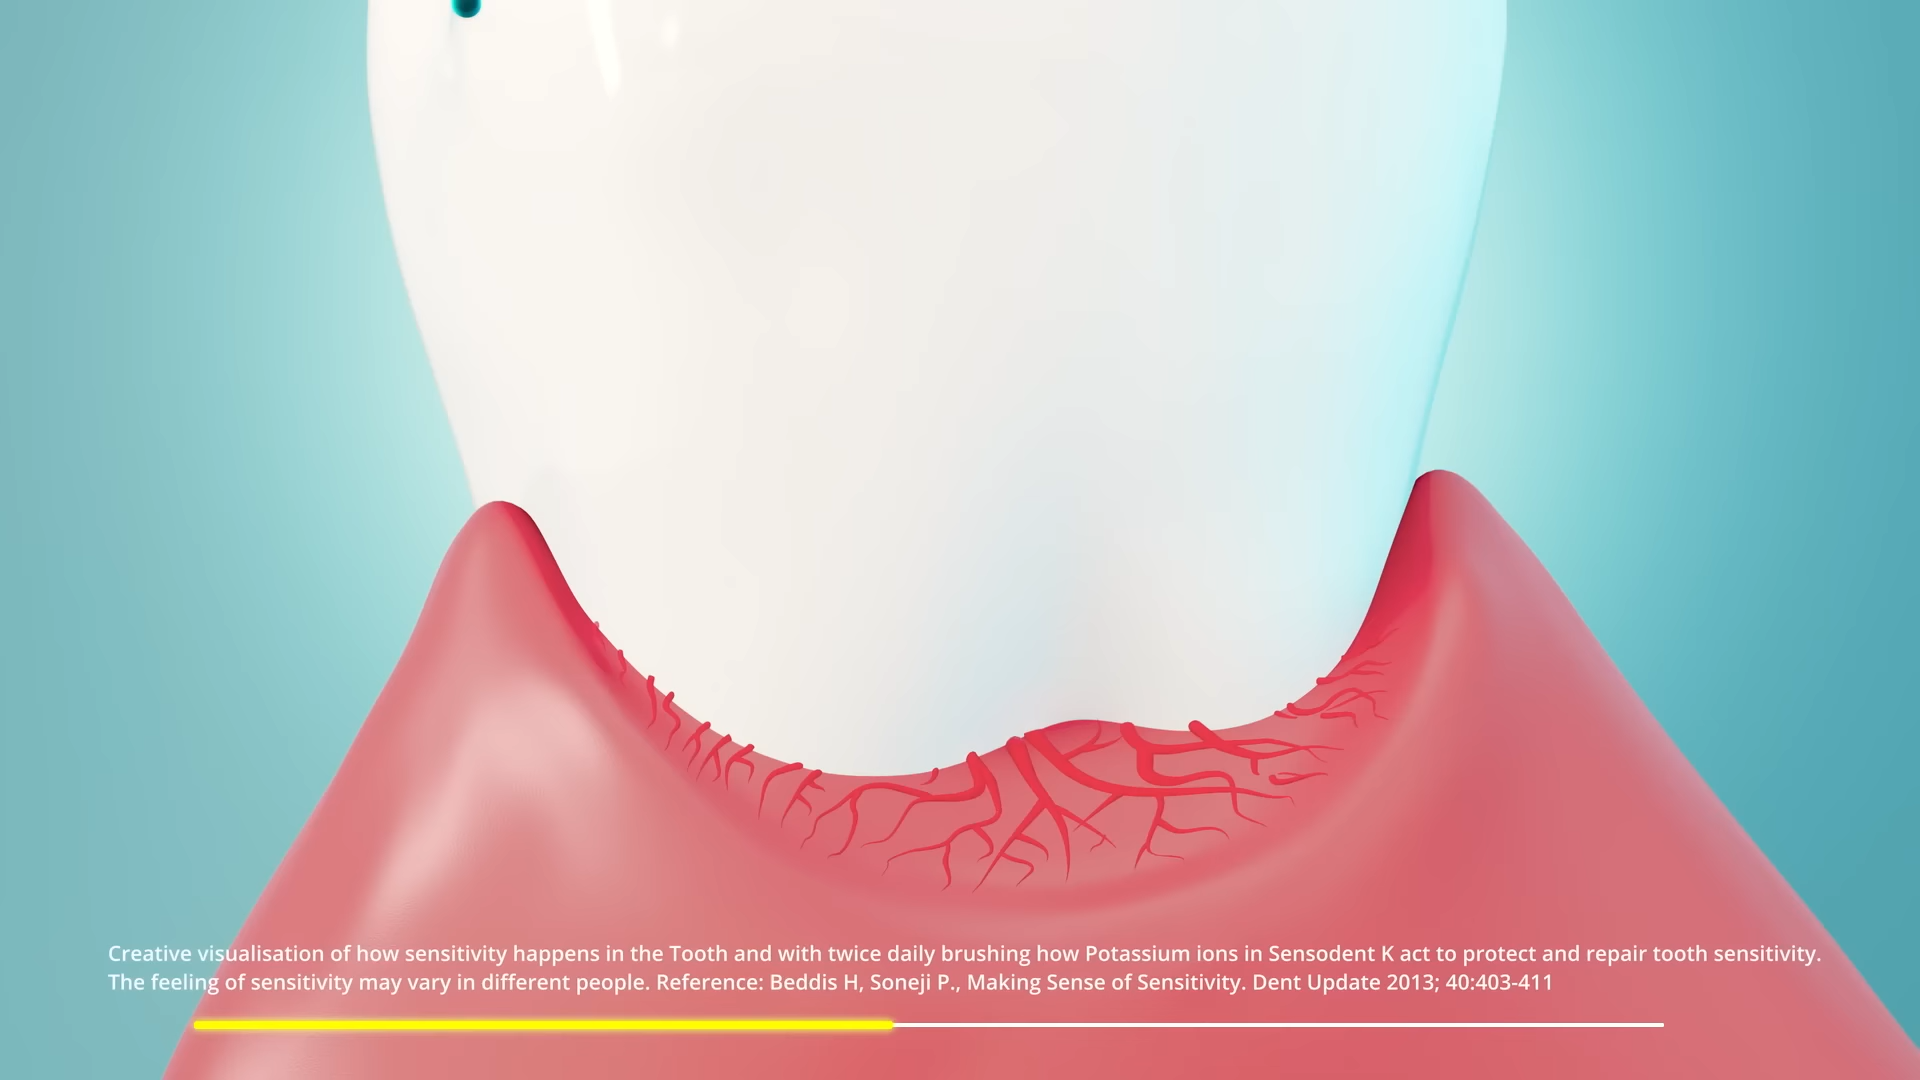 Creative visualisation of how sensitivity happens in the Tooth and with twice daily brushing how Potassium ions in Sensodent K act to protect and repair tooth sensitivity.
The feeling of sensitivity may vary in different people. Reference: Beddis H, Soneji P., Making Sense of Sensitivity. Dent Update 2013; 40:403-411